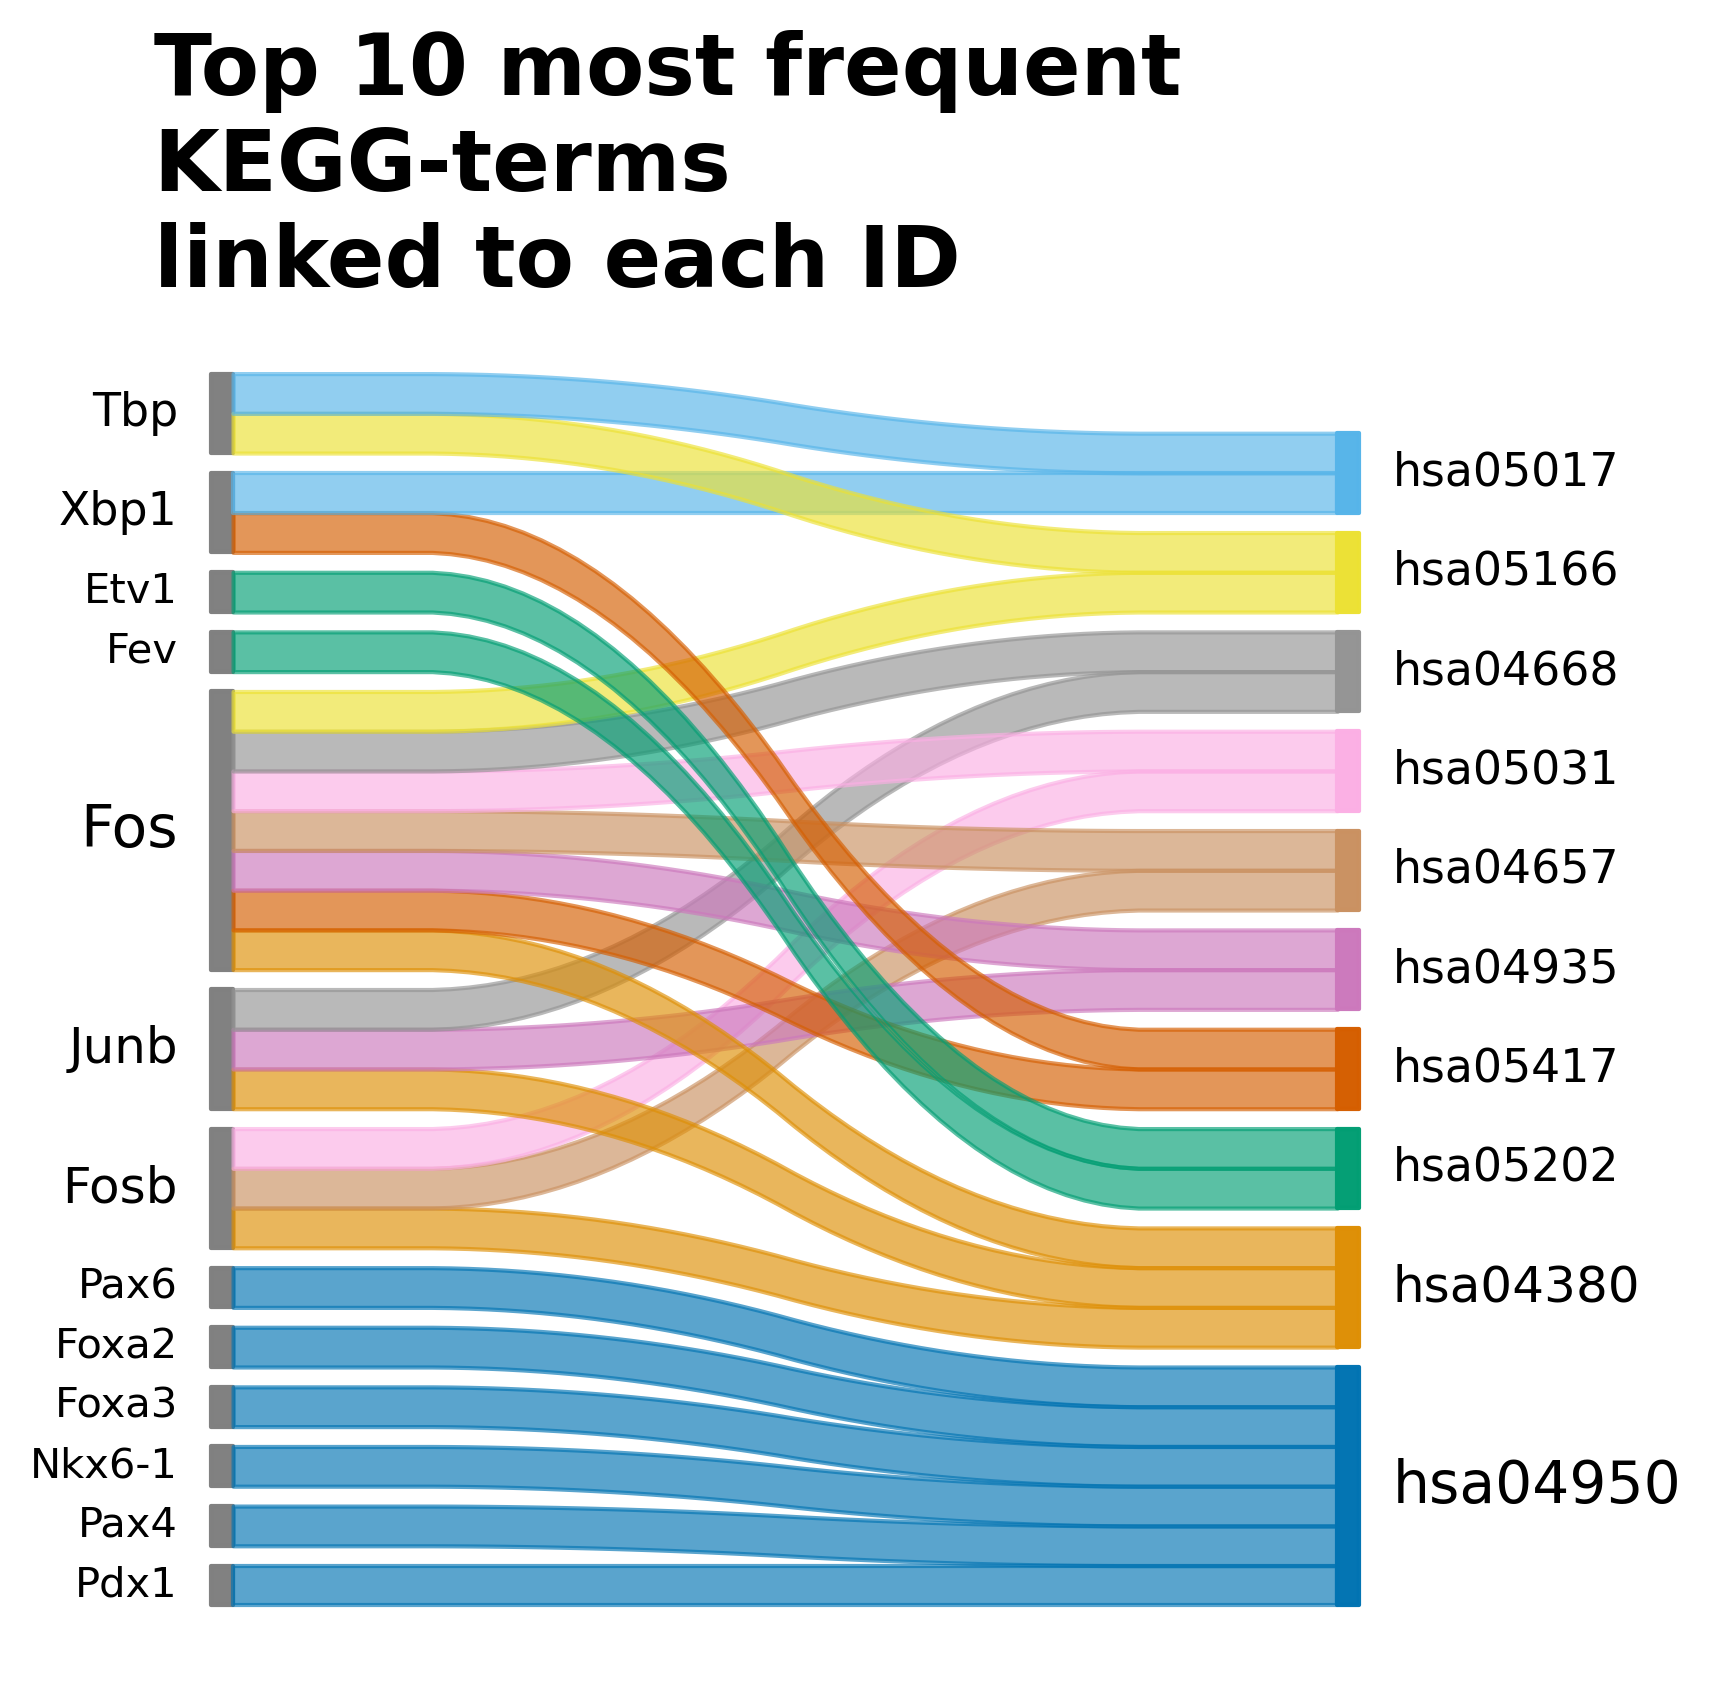 Top 10 most frequent
KEGG-terms
linked to each ID
Tbp
Xbp1
Etv1
Fev
Fos
Junb
Fosb
Pax6
Foxa2
Foxa3
Nkx6-1
Pax4
Pdx1
hsa05017
hsa05166
hsa04668
hsa05031
hsa04657
hsa04935
hsa05417
hsa05202
hsa04380
hsa04950